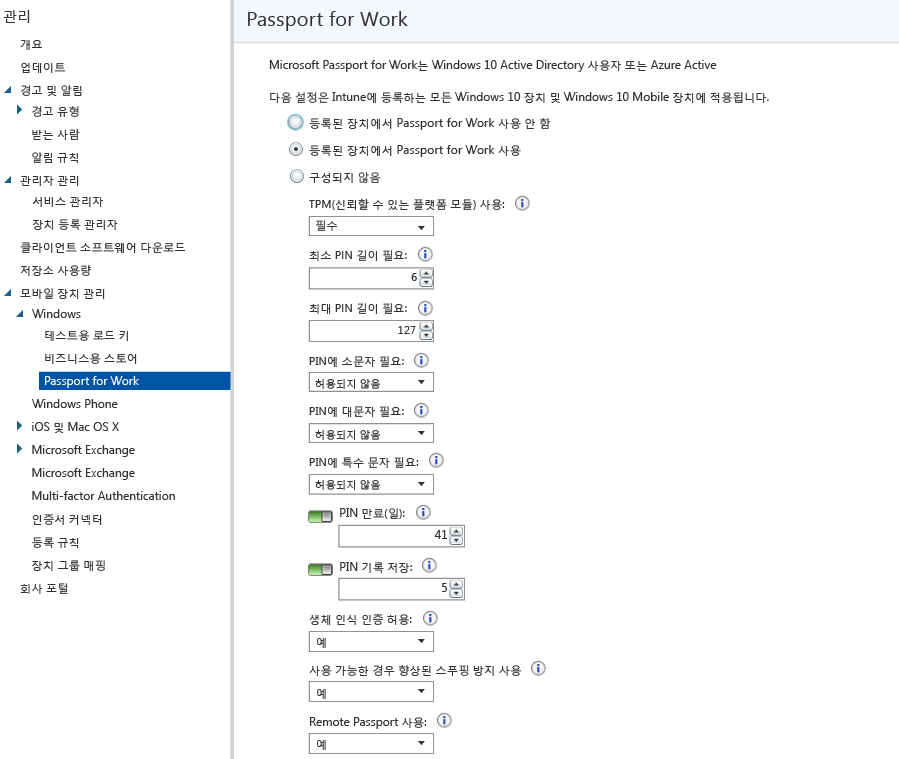 관리
개요
업데이트
경고 및 알림
경고 유형
받는 사람
알림 규칙
관리자 관리
서비스 관리자
장치 등록 관리자
클라이언트 소프트웨어 다운로드
저장소 사용량
모바일 장치 관리
Windows
테스트용 로드 키
비즈니스용 스토어
Passport for Work
Windows Phone
iOS 및 Mac OS X
Microsoft Exchange
Microsoft Exchange
Multi-factor Authentication
인증서 커넥터
등록 규칙
장치 그룹 매핑
회사 포털
Passport for Work
Microsoft Passport for Work는 Windows 10 Active Directory 사용자 또는 Azure Active
다음 설정은 Intune에 등록하는 모든 Windows 10 장치 및 Windows 10 Mobile 장치에 적용됩니다.
등록된 장치에서 Passport for Work 사용 안 함
등록된 장치에서 Passport for Work 사용
구성되지 않음
TPM(신뢰할 수 있는 플랫폼 모듈) 사용:
필수
최소 PIN 길이 필요:
6
최대 PIN 길이 필요:
127
PIN에 소문자 필요:
허용되지 않음
PIN에 대문자 필요:
허용되지 않음
PIN에 특수 문자 필요:
허용되지 않음
PIN 만료(일):
41
PIN 기록 저장:
5
생체 인식 인증 허용:
예
사용 가능한 경우 향상된 스푸핑 방지 사용
예
Remote Passport 사용:
예